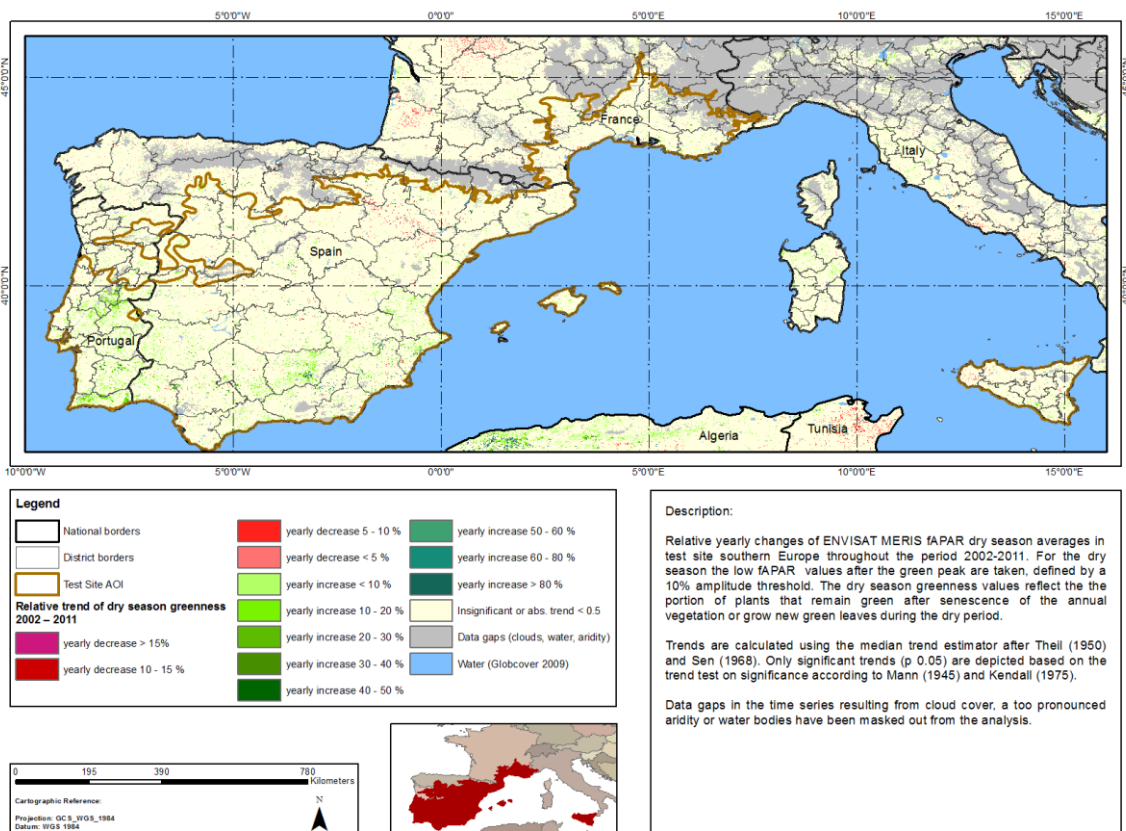 5°0'0"W 0°0'0" 5°0'0"E 10°0'0"E 15°0'0"E
45°0'0"N
45°0'0"N
France
Italy
Spain
40°0'0"N
40°0'0"N
Portugal
Algeria
Tunisia
10°0'0"W 5°0'0"W 0°0'0" 5°0'0"E 10°0'0"E 15°0'0"E
Legend
National borders
District borders
Test Site AOI
Relative trend of dry season greenness
2002 – 2011
yearly decrease > 15%
yearly decrease 10 - 15 %
yearly decrease 5 - 10 %
yearly decrease < 5 %
yearly increase < 10 %
yearly increase 10 - 20 %
yearly increase 20 - 30 %
yearly increase 30 - 40 %
yearly increase 40 - 50 %
yearly increase 50 - 60 %
yearly increase 60 - 80 %
yearly increase > 80 %
Insignificant or abs. trend < 0.5
Data gaps (clouds, water, aridity)
Water (Globcover 2009)
Description:
Relative yearly changes of ENVISAT MERIS fAPAR dry season averages in
test site southern Europe throughout the period 2002-2011. For the dry
season the low fAPAR values after the green peak are taken, defined by a
10% amplitude threshold. The dry season greenness values reflect the the
portion of plants that remain green after senescence of the annual
vegetation or grow new green leaves during the dry period.
Trends are calculated using the median trend estimator after Theil (1950)
and Sen (1968). Only significant trends (p 0.05) are depicted based on the
trend test on significance according to Mann (1945) and Kendall (1975).
Data gaps in the time series resulting from cloud cover, a too pronounced
aridity or water bodies have been masked out from the analysis.
0 195 390 780
Kilometers
Cartographic Reference:
Projection: GCS_WGS_1984
Datum: WGS 1984
N